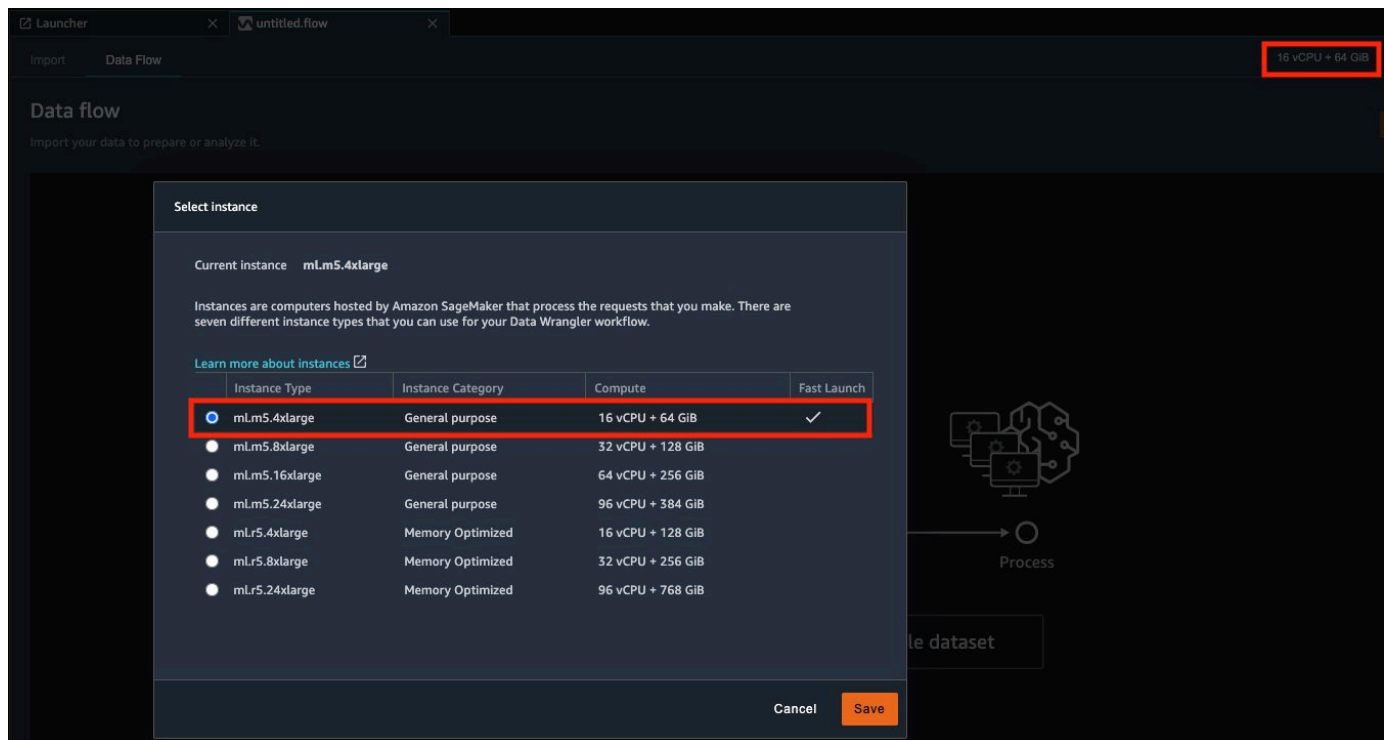 Launcher
untitled.flow
Import Data Flow 16 vCPU + 64 GiB
Data flow
Import your data to prepare or analyze it.
Select instance
Current instance ml.m5.4xlarge
Instances are computers hosted by Amazon SageMaker that process the requests that you make. There are
seven different instance types that you can use for your Data Wrangler workflow.
Learn more about instances
Instance Type Instance Category Compute Fast Launch
ml.m5.4xlarge General purpose 16 vCPU + 64 GiB
ml.m5.8xlarge General purpose 32 vCPU + 128 GiB
ml.m5.16xlarge General purpose 64 vCPU + 256 GiB
ml.m5.24xlarge General purpose 96 vCPU + 384 GiB
ml.r5.4xlarge Memory Optimized 16 vCPU + 128 GiB
ml.r5.8xlarge Memory Optimized 32 vCPU + 256 GiB
ml.r5.24xlarge Memory Optimized 96 vCPU + 768 GiB
Process
le dataset
Cancel Save